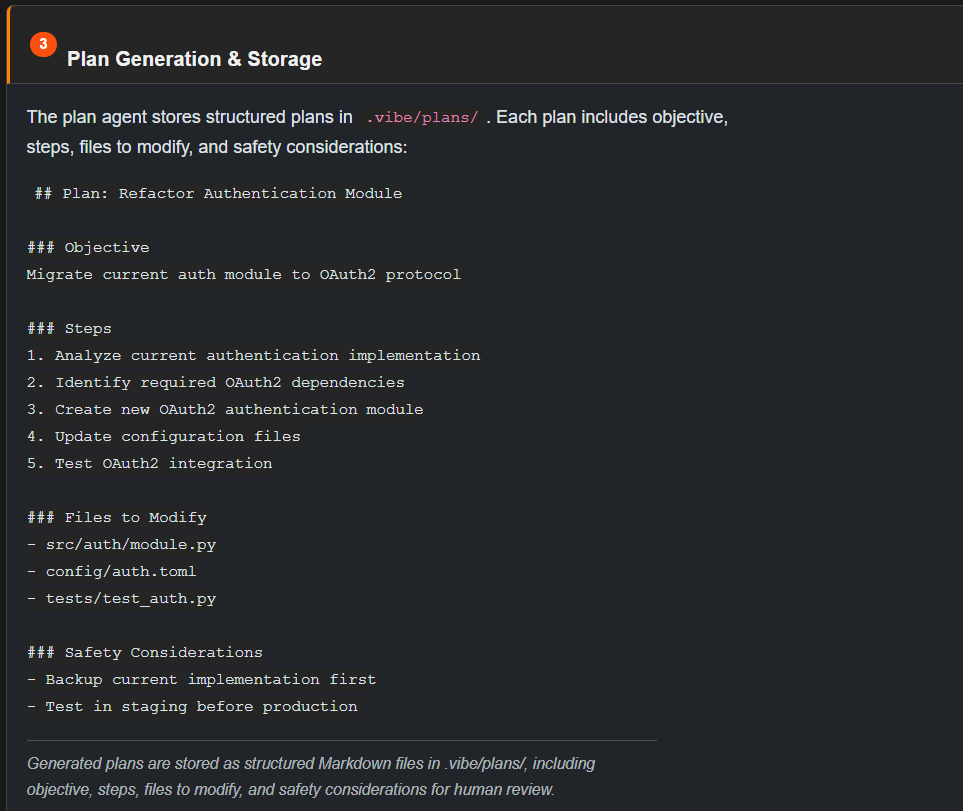 3
Plan Generation & Storage
The plan agent stores structured plans in .vibe/plans/ . Each plan includes objective,
steps, files to modify, and safety considerations:
## Plan: Refactor Authentication Module
### Objective
Migrate current auth module to OAuth2 protocol
### Steps
1. Analyze current authentication implementation
2. Identify required OAuth2 dependencies
3. Create new OAuth2 authentication module
4. Update configuration files
5. Test OAuth2 integration
### Files to Modify
- src/auth/module.py
- config/auth.toml
- tests/test_auth.py
### Safety Considerations
- Backup current implementation first
- Test in staging before production
Generated plans are stored as structured Markdown files in .vibe/plans/, including
objective, steps, files to modify, and safety considerations for human review.